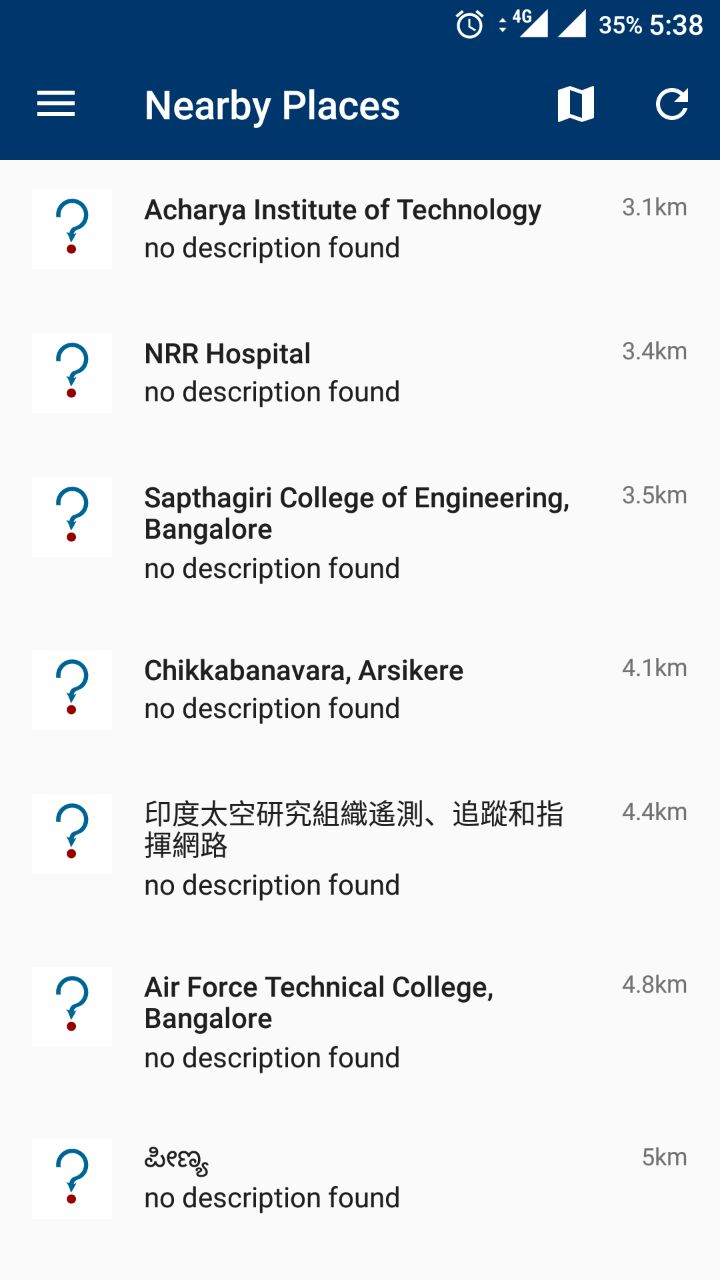 4G 35% 5:38
Nearby Places
Acharya Institute of Technology 3.1km
no description found
NRR Hospital 3.4km
no description found
Sapthagiri College of Engineering, 3.5km
Bangalore
no description found
Chikkabanavara, Arsikere 4.1km
no description found
印度太空研究組織遙測、追蹤和指 4.4km
揮網路
no description found
Air Force Technical College, 4.8km
Bangalore
no description found
ಪೀಣ್ಯ 5km
no description found